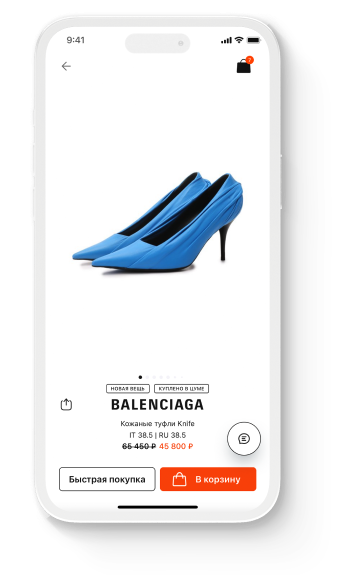 9:41
НОВАЯ ВЕЩЬ КУПЛЕНО В ЦУМЕ
BALENCIAGA
Кожаные туфли Knife
IT 38.5 | RU 38.5
65 450 ₽ 45 800 ₽
Быстрая покупка В корзину